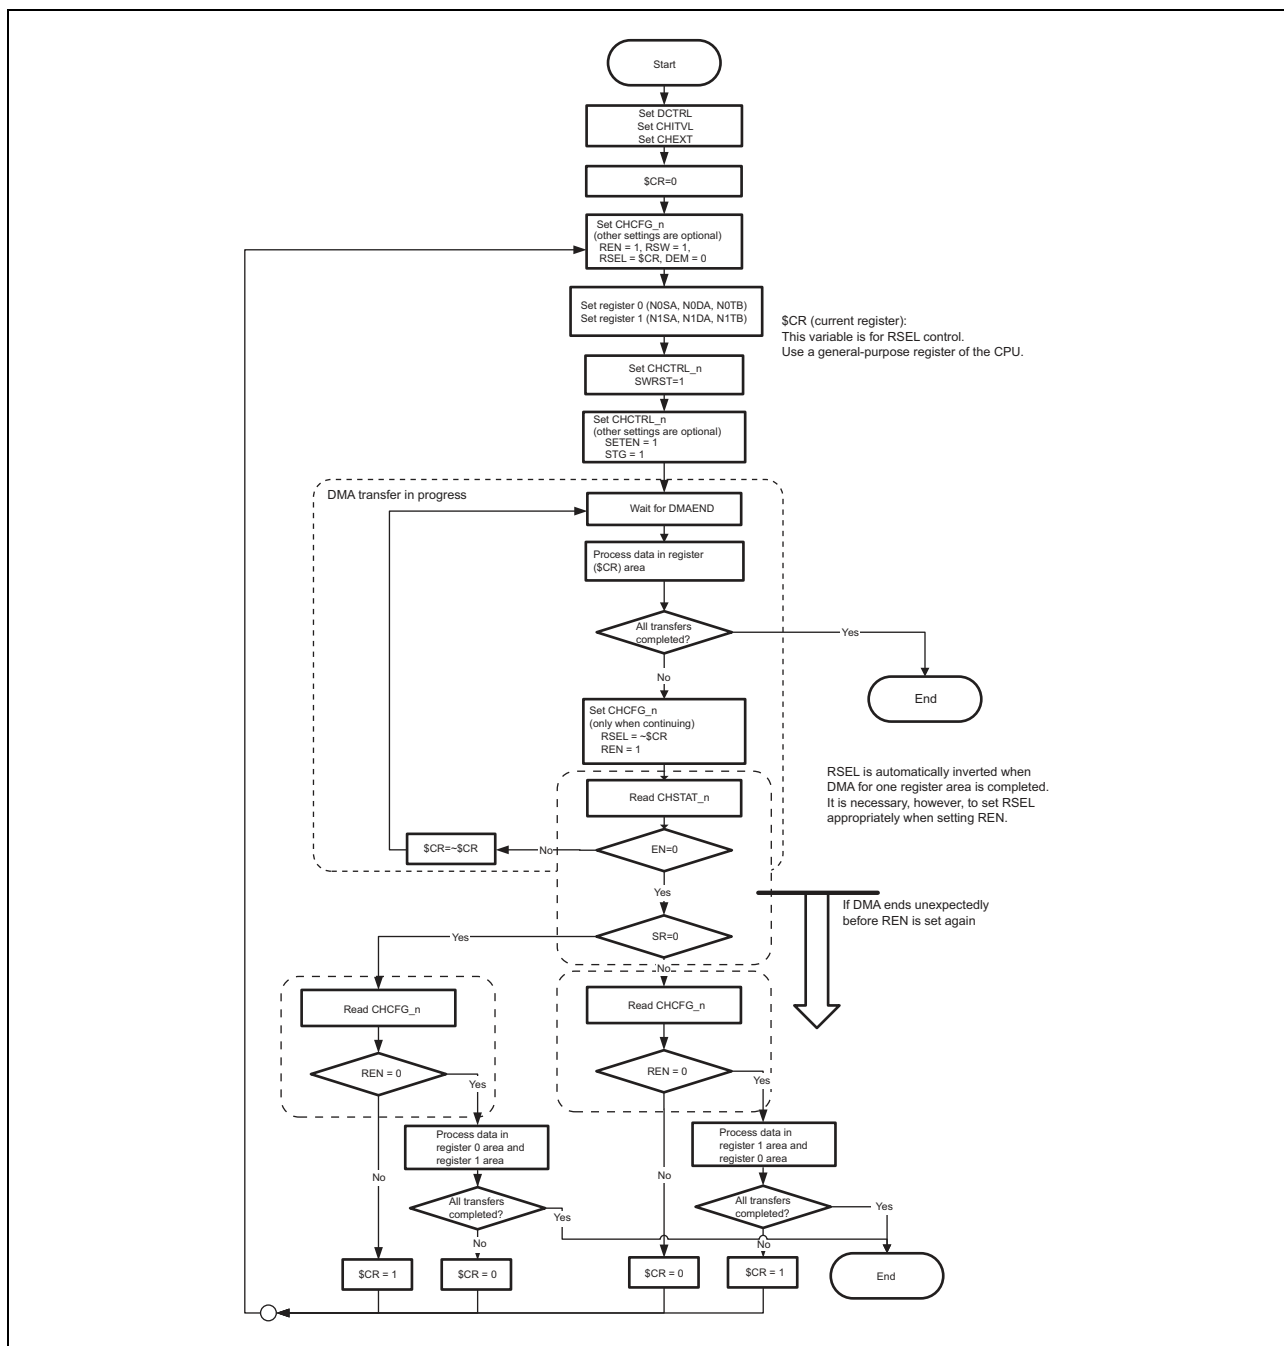 Start
Set DCTRL
Set CHITVL
Set CHEXT
$CR=0
Set CHCFG_n
(other settings are optional)
REN = 1, RSW = 1,
RSEL = $CR, DEM = 0
Set register 0 (N0SA, N0DA, N0TB)
Set register 1 (N1SA, N1DA, N1TB)
$CR (current register):
This variable is for RSEL control.
Use a general-purpose register of the CPU.
Set CHCTRL_n
SWRST=1
Set CHCTRL_n
(other settings are optional)
SETEN = 1
STG = 1
DMA transfer in progress
Wait for DMAEND
Process data in register
($CR) area
All transfers
completed?
Yes
No
End
Set CHCFG_n
(only when continuing)
RSEL = ~$CR
REN = 1
RSEL is automatically inverted when
DMA for one register area is completed.
It is necessary, however, to set RSEL
appropriately when setting REN.
Read CHSTAT_n
$CR=~$CR
No
EN=0
Yes
If DMA ends unexpectedly
before REN is set again
Yes
SR=0
No
Read CHCFG_n
Read CHCFG_n
REN = 0
Yes
REN = 0
Yes
Process data in
register 0 area and
register 1 area
Process data in
register 1 area and
register 0 area
No
No
All transfers
completed?
Yes
All transfers
completed?
Yes
No
No
$CR = 1
$CR = 0
$CR = 0
$CR = 1
End